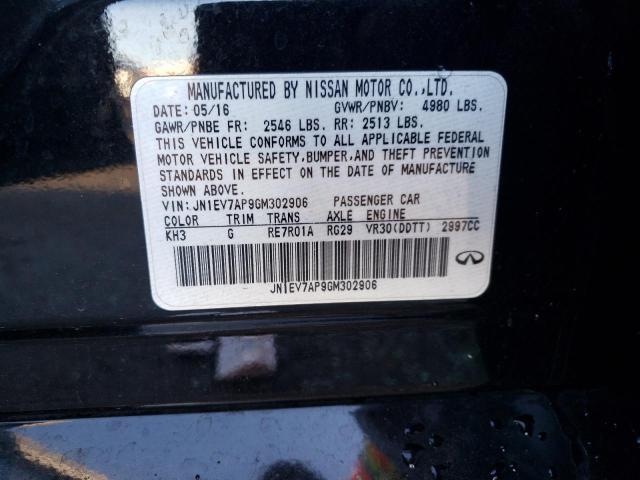 MANUFACTURED BY NISSAN MOTOR CO.,LTD.
DATE: 05/16 GVWR/PNBV: 4980 LBS.
GAWR/PNBE FR: 2546 LBS. RR: 2513 LBS.
THIS VEHICLE CONFORMS TO ALL APPLICABLE FEDERAL
MOTOR VEHICLE SAFETY,BUMPER,AND THEFT PREVENTION
STANDARDS IN EFFECT ON THE DATE OF MANUFACTURE
SHOWN ABOVE.
VIN:JN1EV7AP9GM302906 PASSENGER CAR
COLOR TRIM TRANS AXLE ENGINE
KH3 G RE7R01A RG29 VR30(DDTT) 2997CC
JN1EV7AP9GM302906